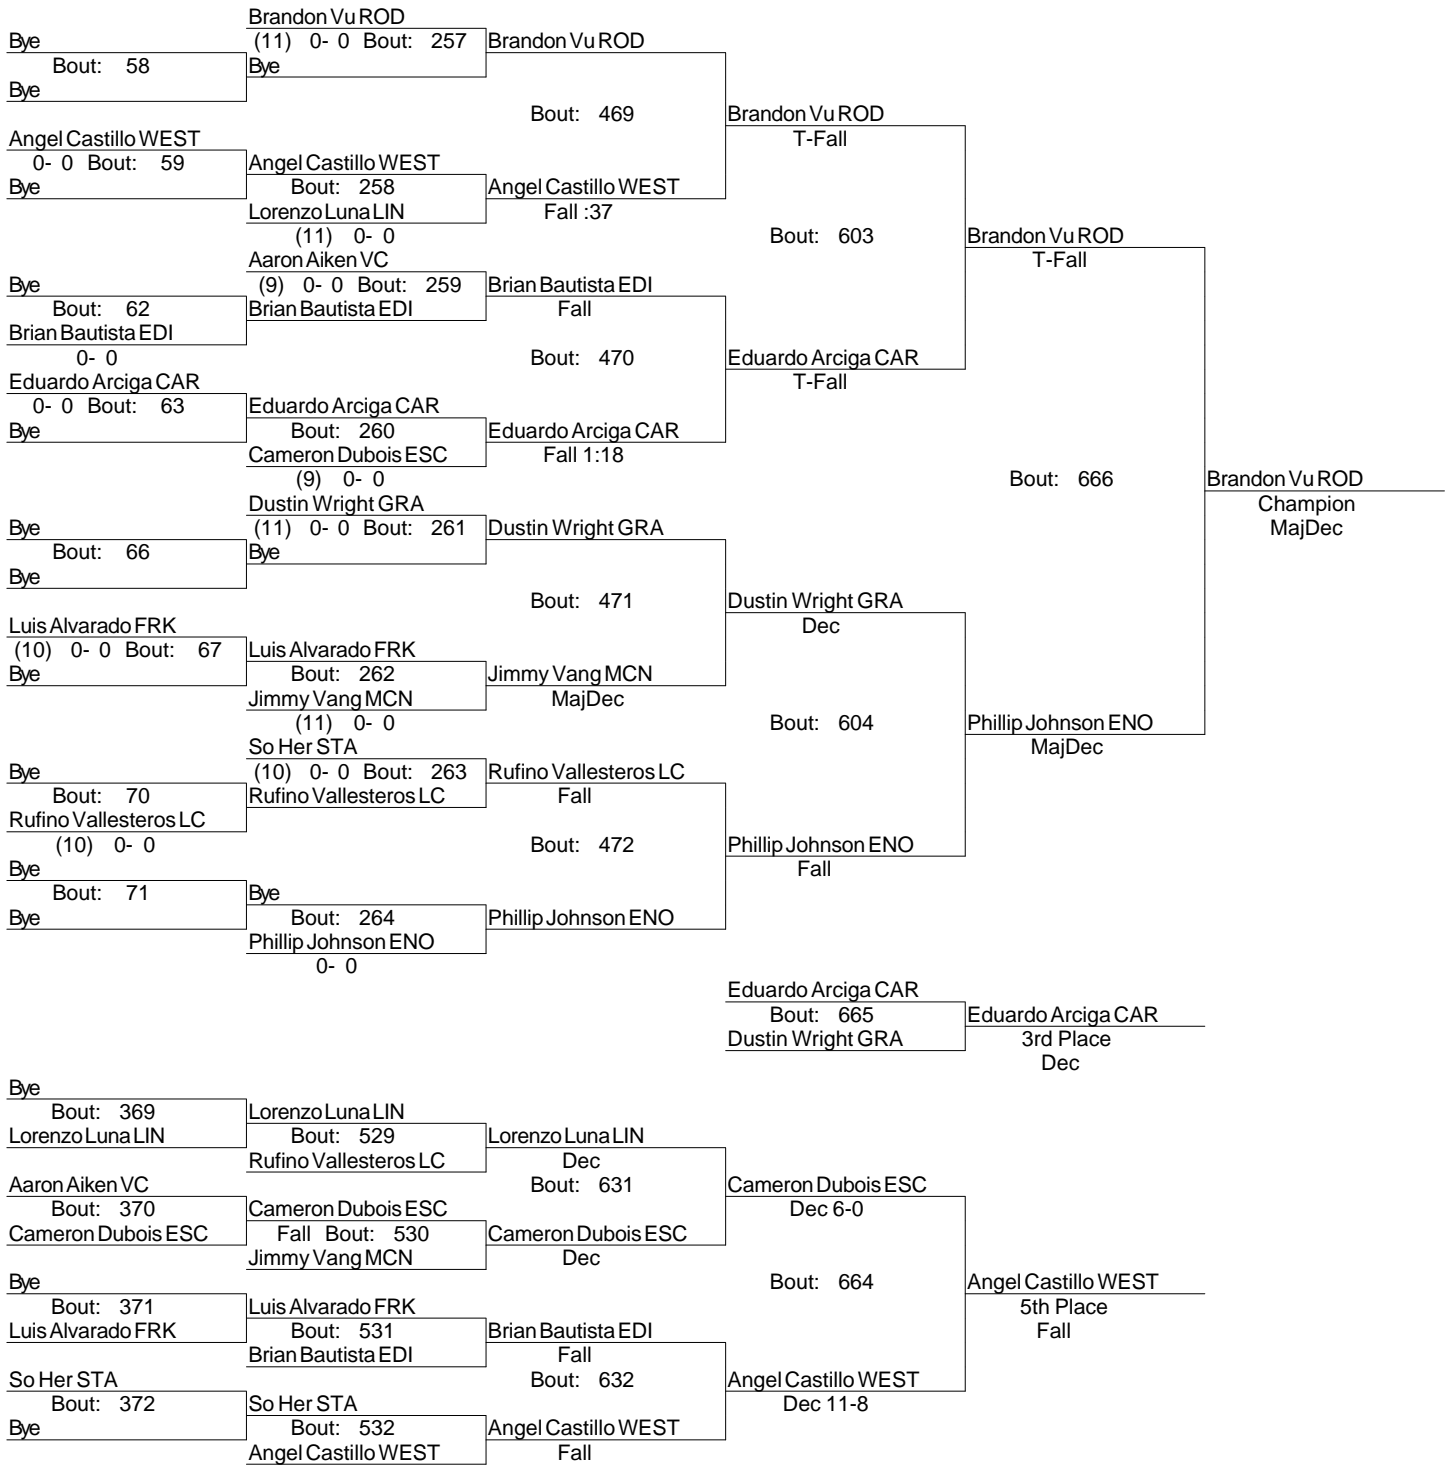 Brandon Vu ROD
Bye (11) 0- 0 Bout: 257 Brandon Vu ROD
Bout: 58 Bye
Bye
Bout: 469 Brandon Vu ROD
Angel Castillo WEST T-Fall
0- 0 Bout: 59 Angel Castillo WEST
Bye Bout: 258 Angel Castillo WEST
Lorenzo Luna LIN Fall :37
(11) 0- 0 Bout: 603 Brandon Vu ROD
Aaron Aiken VC T-Fall
Bye (9) 0- 0 Bout: 259 Brian Bautista EDI
Bout: 62 Brian Bautista EDI Fall
Brian Bautista EDI
0- 0 Bout: 470 Eduardo Arciga CAR
Eduardo Arciga CAR T-Fall
0- 0 Bout: 63 Eduardo Arciga CAR
Bye Bout: 260 Eduardo Arciga CAR
Cameron Dubois ESC Fall 1:18
(9) 0- 0 Bout: 666 Brandon Vu ROD
Dustin Wright GRA Champion
Bye (11) 0- 0 Bout: 261 Dustin Wright GRA MajDec
Bout: 66 Bye
Bye
Bout: 471 Dustin Wright GRA
Luis Alvarado FRK Dec
(10) 0- 0 Bout: 67 Luis Alvarado FRK
Bye Bout: 262 Jimmy Vang MCN
Jimmy Vang MCN MajDec
(11) 0- 0 Bout: 604 Phillip Johnson ENO
So Her STA MajDec
Bye (10) 0- 0 Bout: 263 Rufino Vallesteros LC
Bout: 70 Rufino Vallesteros LC Fall
Rufino Vallesteros LC
(10) 0- 0 Bout: 472 Phillip Johnson ENO
Bye Fall
Bout: 71 Bye
Bye Bout: 264 Phillip Johnson ENO
Phillip Johnson ENO
0- 0
Eduardo Arciga CAR
Bout: 665 Eduardo Arciga CAR
Dustin Wright GRA 3rd Place
Dec
Bye
Bout: 369 Lorenzo Luna LIN
Lorenzo Luna LIN Bout: 529 Lorenzo Luna LIN
Rufino Vallesteros LC Dec
Aaron Aiken VC Bout: 631 Cameron Dubois ESC
Bout: 370 Cameron Dubois ESC Dec 6-0
Cameron Dubois ESC Fall Bout: 530 Cameron Dubois ESC
Jimmy Vang MCN Dec
Bye Bout: 664 Angel Castillo WEST
Bout: 371 Luis Alvarado FRK 5th Place
Luis Alvarado FRK Bout: 531 Brian Bautista EDI Fall
Brian Bautista EDI Fall
So Her STA Bout: 632 Angel Castillo WEST
Bout: 372 So Her STA Dec 11-8
Bye Bout: 532 Angel Castillo WEST
Angel Castillo WEST Fall